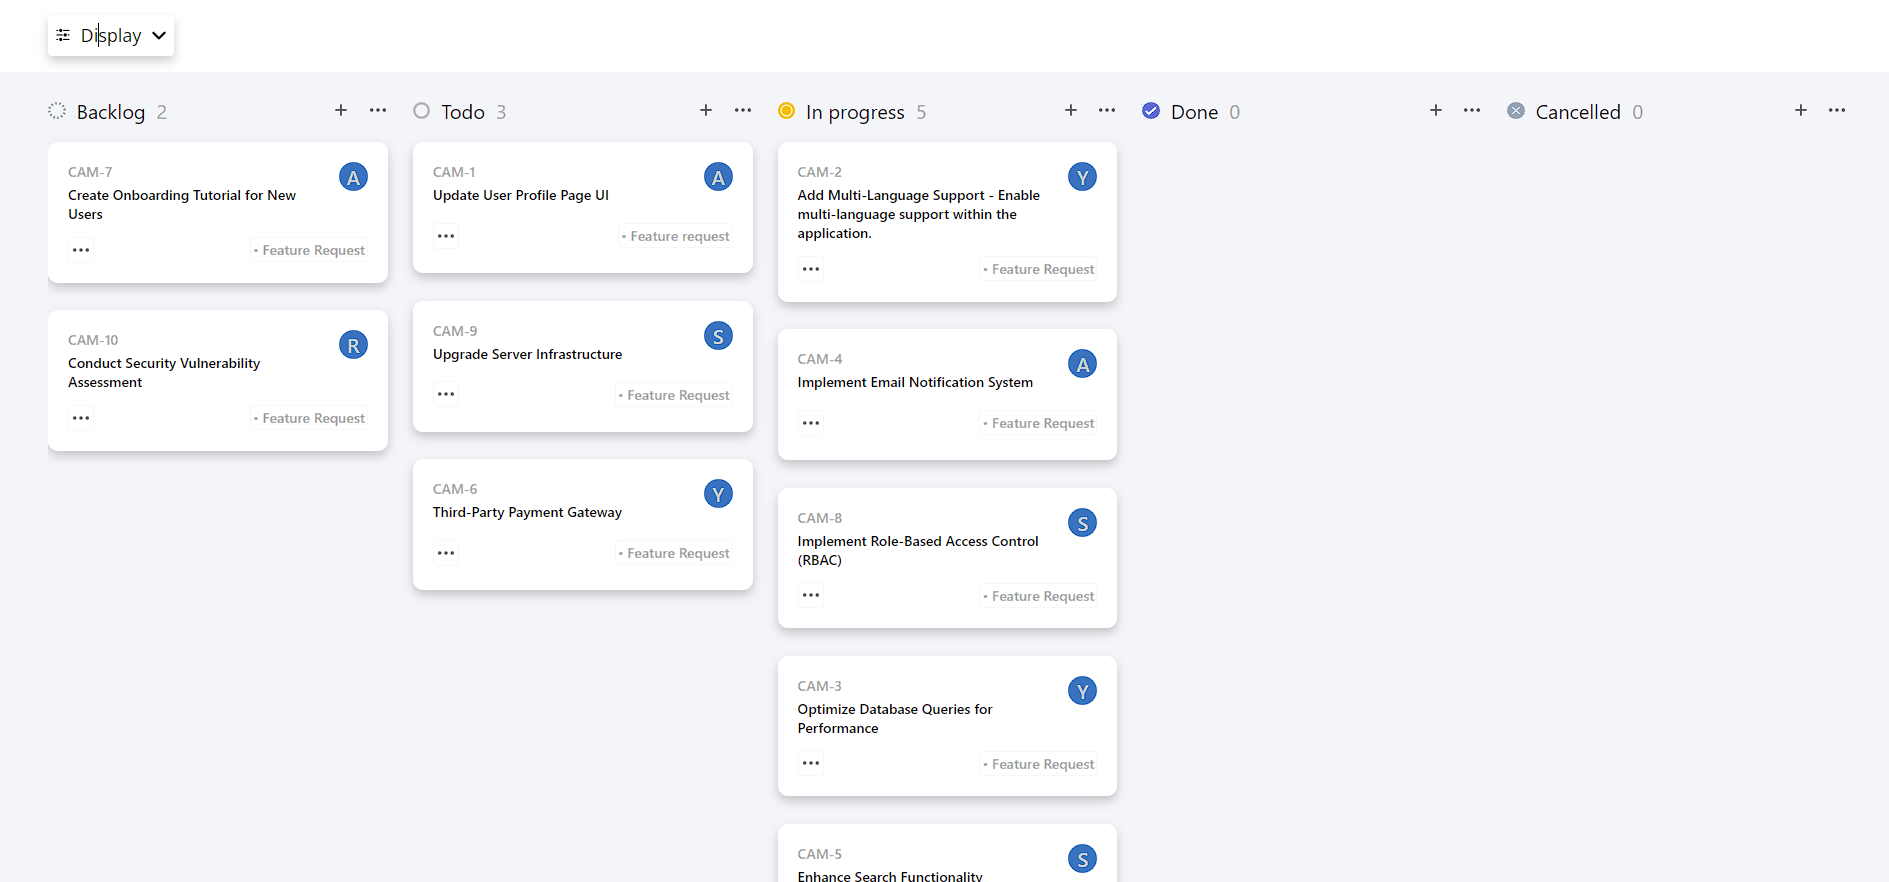 Display
Backlog 2
CAM-7
A
Create Onboarding Tutorial for New
Users
• Feature Request
CAM-10
R
Conduct Security Vulnerability
Assessment
• Feature Request
Todo 3
CAM-1
A
Update User Profile Page UI
• Feature request
CAM-9
S
Upgrade Server Infrastructure
• Feature Request
CAM-6
Y
Third-Party Payment Gateway
• Feature Request
In progress 5
CAM-2
Y
Add Multi-Language Support - Enable
multi-language support within the
application.
• Feature Request
CAM-4
A
Implement Email Notification System
• Feature Request
CAM-8
S
Implement Role-Based Access Control
(RBAC)
• Feature Request
CAM-3
Y
Optimize Database Queries for
Performance
• Feature Request
CAM-5
S
Enhance Search Functionality
Done 0
Cancelled 0